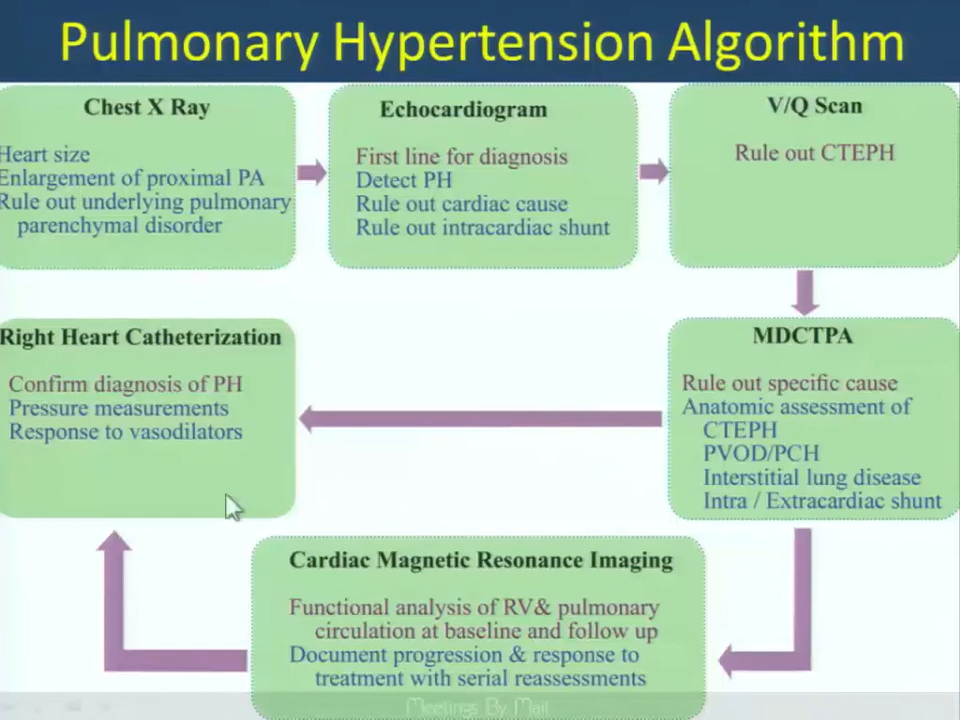 Pulmonary Hypertension Algorithm
Chest X Ray
Heart size
Enlargement of proximal PA
Rule out underlying pulmonary
parenchymal disorder
Echocardiogram
First line for diagnosis
Detect PH
Rule out cardiac cause
Rule out intracardiac shunt
V/Q Scan
Rule out CTEPH
Right Heart Catheterization
Confirm diagnosis of PH
Pressure measurements
Response to vasodilators
MDCTPA
Rule out specific cause
Anatomic assessment of
CTEPH
PVOD/PCH
Interstitial lung disease
Intra / Extracardiac shunt
Cardiac Magnetic Resonance Imaging
Functional analysis of RV& pulmonary
circulation at baseline and follow up
Document progression & response to
treatment with serial reassessments
Meetings By Mail